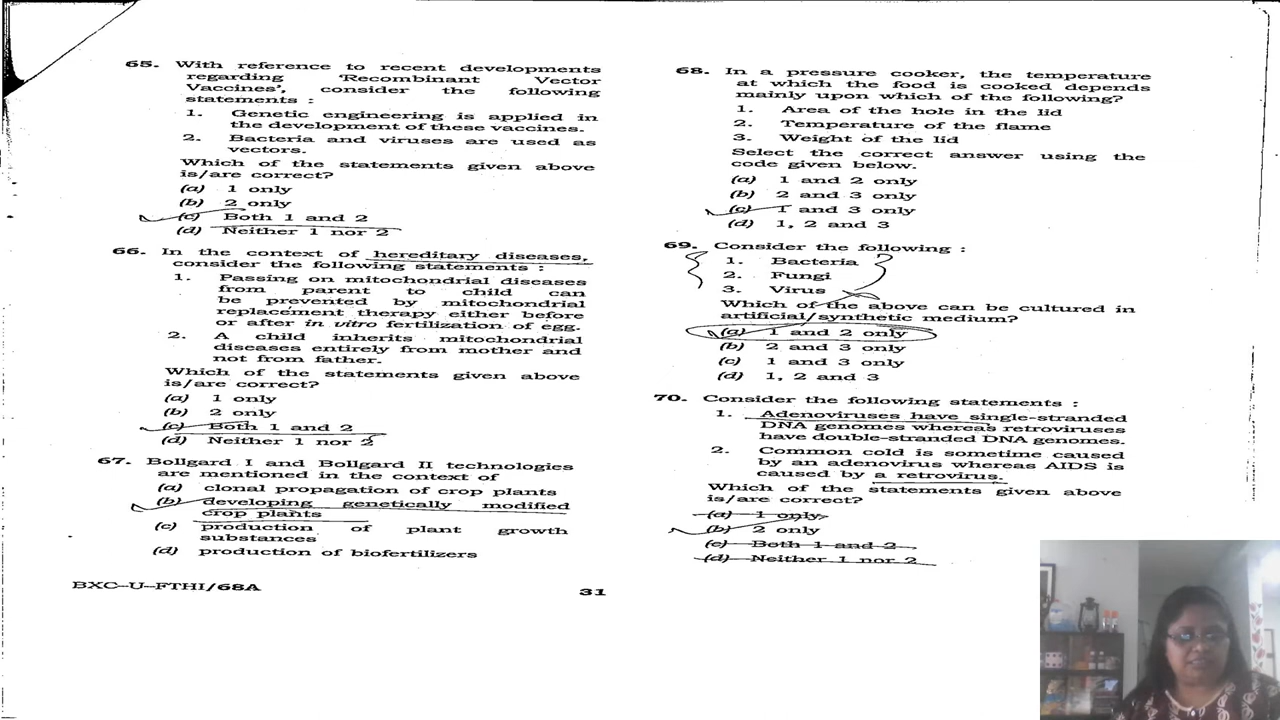 65. With reference to recent developments
regarding 'Recombinant Vector
Vaccines', consider the following
statements :
1. Genetic engineering is applied in
the development of these vaccines.
2. Bacteria and viruses are used as
vectors.
Which of the statements given above
is/are correct?
(a) 1 only
(b) 2 only
(c) Both 1 and 2
(d) Neither 1 nor 2
66. In the context of hereditary diseases,
consider the following statements :
1. Passing on mitochondrial diseases
from parent to child can
be prevented by mitochondrial
replacement therapy either before
or after in vitro fertilization of egg.
2. A child inherits mitochondrial
diseases entirely from mother and
not from father.
Which of the statements given above
is/are correct?
(a) 1 only
(b) 2 only
(c) Both 1 and 2
(d) Neither 1 nor 2
67. Bollgard I and Bollgard II technologies
are mentioned in the context of
(a) clonal propagation of crop plants
(b) developing genetically modified
crop plants
(c) production of plant growth
substances
(d) production of biofertilizers
BXC-U-FTHI/68A
31
68. In a pressure cooker, the temperature
at which the food is cooked depends
mainly upon which of the following?
1. Area of the hole in the lid
2. Temperature of the flame
3. Weight of the lid
Select the correct answer using the
code given below.
(a) 1 and 2 only
(b) 2 and 3 only
(c) 1 and 3 only
(d) 1, 2 and 3
69. Consider the following :
1. Bacteria
2. Fungi
3. Virus
Which of the above can be cultured in
artificial/synthetic medium?
(a) 1 and 2 only
(b) 2 and 3 only
(c) 1 and 3 only
(d) 1, 2 and 3
70. Consider the following statements :
1. Adenoviruses have single-stranded
DNA genomes whereas retroviruses
have double-stranded DNA genomes.
2. Common cold is sometime caused
by an adenovirus whereas AIDS is
caused by a retrovirus.
Which of the statements given above
is/are correct?
(a) 1 only
(b) 2 only
(c) Both 1 and 2
(d) Neither 1 nor 2